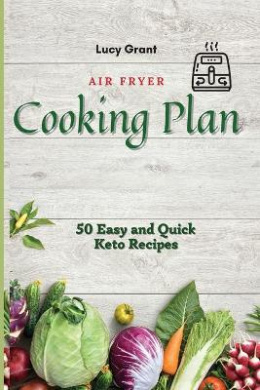 Lucy Grant
AIR FRYER
Cooking Plan
50 Easy and Quick
Keto Recipes